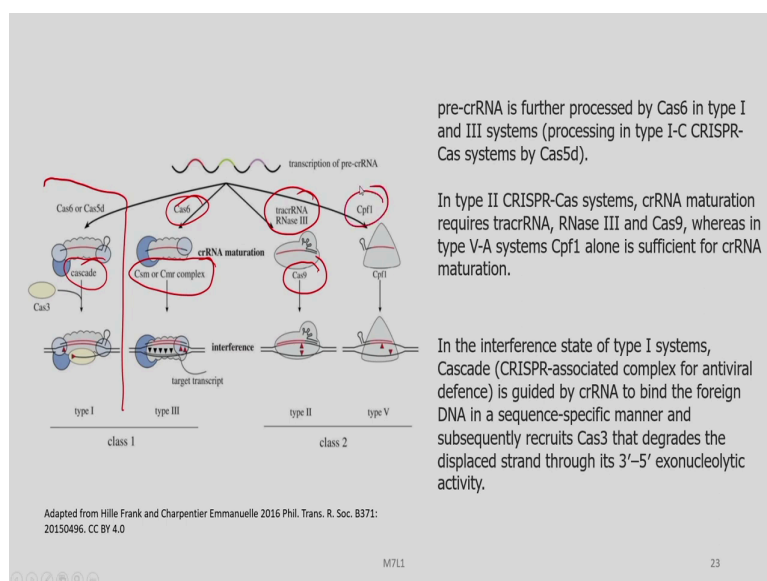 pre-crRNA is further processed by Cas6 in type I
and III systems (processing in type I-C CRISPR-
Cas systems by Cas5d).
In type II CRISPR-Cas systems, crRNA maturation
requires tracrRNA, RNase III and Cas9, whereas in
type V-A systems Cpf1 alone is sufficient for crRNA
maturation.
In the interference state of type I systems,
Cascade (CRISPR-associated complex for antiviral
defence) is guided by crRNA to bind the foreign
DNA in a sequence-specific manner and
subsequently recruits Cas3 that degrades the
displaced strand through its 3′–5′ exonucleolytic
activity.
transcription of pre-crRNA
Cas6 or Cas5d
Cas6
tracrRNA
RNase III
Cpf1
crRNA maturation
cascade
Csm or Cmr complex
Cas9
Cpf1
Cas3
interference
target transcript
type I
type III
type II
type V
class 1
class 2
Adapted from Hille Frank and Charpentier Emmanuelle 2016 Phil. Trans. R. Soc. B371:
20150496. CC BY 4.0
M7L1
23